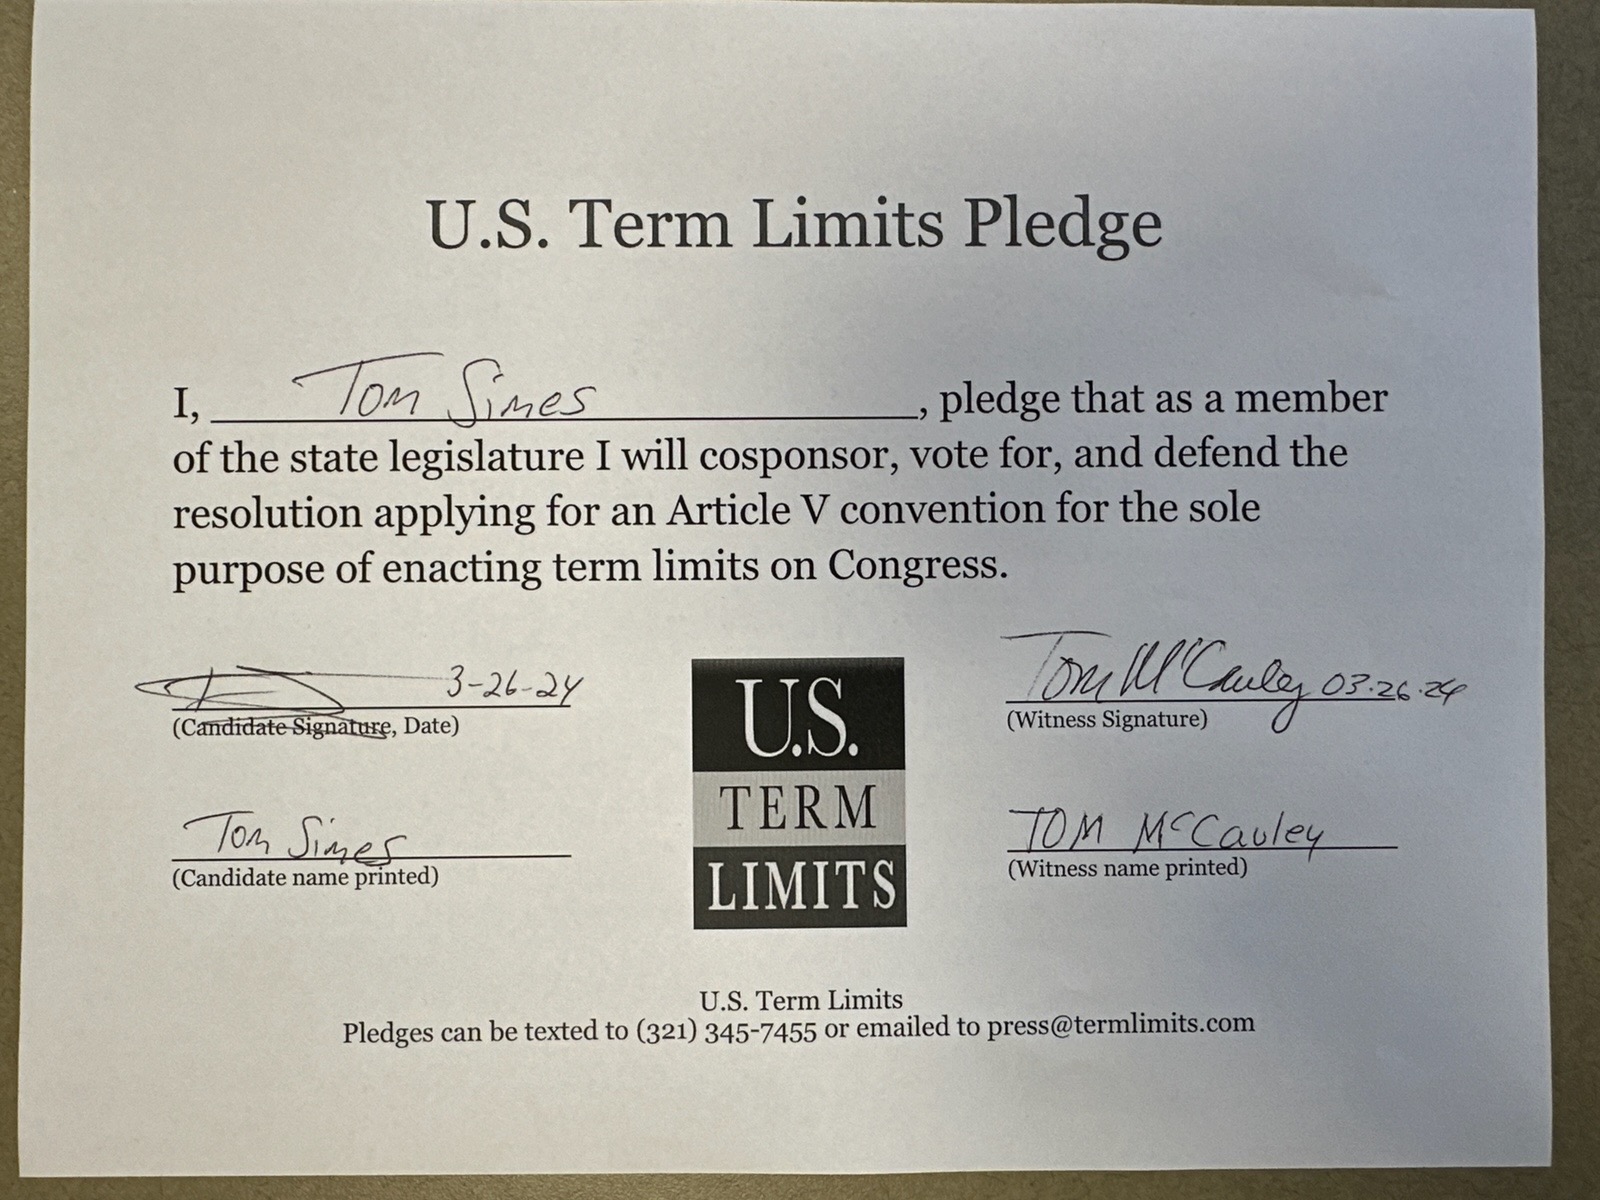 U.S. Term Limits Pledge
I, Tom Simes, pledge that as a member
of the state legislature I will cosponsor, vote for, and defend the
resolution applying for an Article V convention for the sole
purpose of enacting term limits on Congress.
3-26-24
(Candidate Signature, Date)
Tom McCauley 03.26.24
(Witness Signature)
Tom Simes
(Candidate name printed)
TOM McCauley
(Witness name printed)
U.S.
TERM
LIMITS
U.S. Term Limits
Pledges can be texted to (321) 345-7455 or emailed to press@termlimits.com